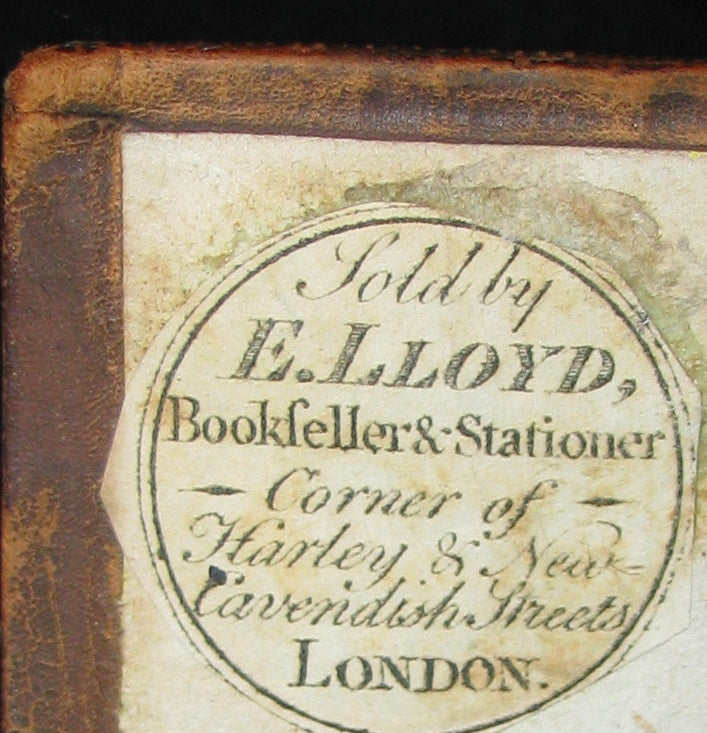 Sold by
E. LLOYD,
Bookſeller & Stationer
Corner of
Harley & New-
Cavendish Streets
LONDON.